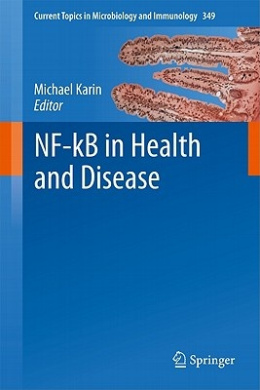 Current Topics in Microbiology and Immunology 349
Michael Karin
Editor
NF-kB in Health
and Disease
Springer